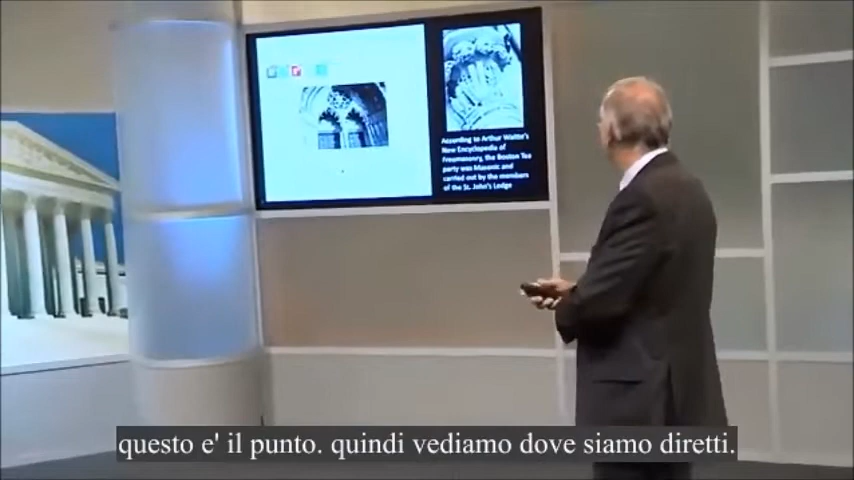 According to Arthur Waitte's
New Encyclopedia of
Freemasonry, the Boston Tea
party was Masonic and
carried out by the members
of the St. John's Lodge
questo e' il punto. quindi vediamo dove siamo diretti.